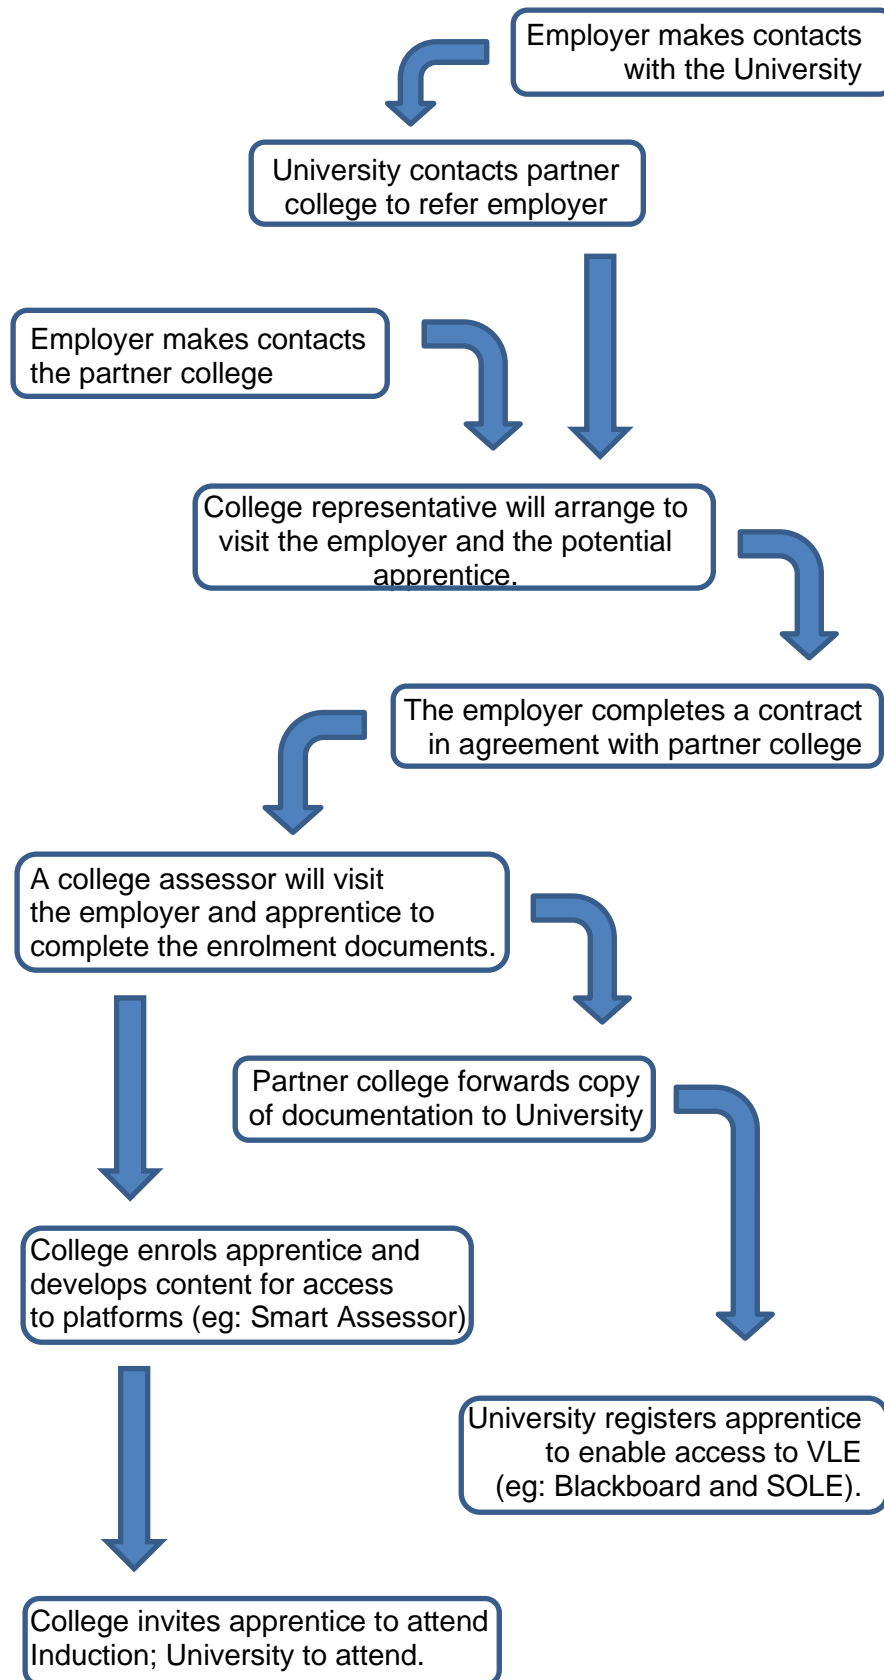 Employer makes contacts
with the University
University contacts partner
college to refer employer
Employer makes contacts
the partner college
College representative will arrange to
visit the employer and the potential
apprentice.
The employer completes a contract
in agreement with partner college
A college assessor will visit
the employer and apprentice to
complete the enrolment documents.
Partner college forwards copy
of documentation to University
College enrols apprentice and
develops content for access
to platforms (eg: Smart Assessor)
University registers apprentice
to enable access to VLE
(eg: Blackboard and SOLE).
College invites apprentice to attend
Induction; University to attend.